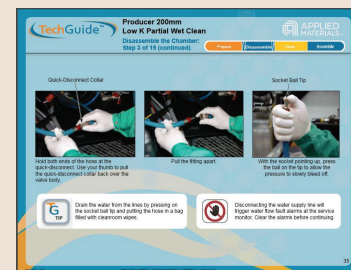 TechGuide™
Producer 200mm
Low K Partial Wet Clean
Disassemble the Chamber:
Step 3 of 19 (continued)
APPLIED
MATERIALS®
Prepare
Disassemble
Clean
Assemble
Quick-Disconnect Collar
Socket Ball Tip
Hold both ends of the hose at the
quick-disconnect. Use your thumb to pull
the quick-disconnect collar back over the
valve body.
Pull the fitting apart.
With the socket pointing up, press
the ball on the tip to allow the
pressure to slowly bleed off.
TG
TIP
Drain the water from the lines by pressing on
the socket ball tip and putting the hose in a bag
filled with cleanroom wipes.
Disconnecting the water supply line will
trigger water flow fault alarms at the service
monitor. Clear the alarms before continuing.
35